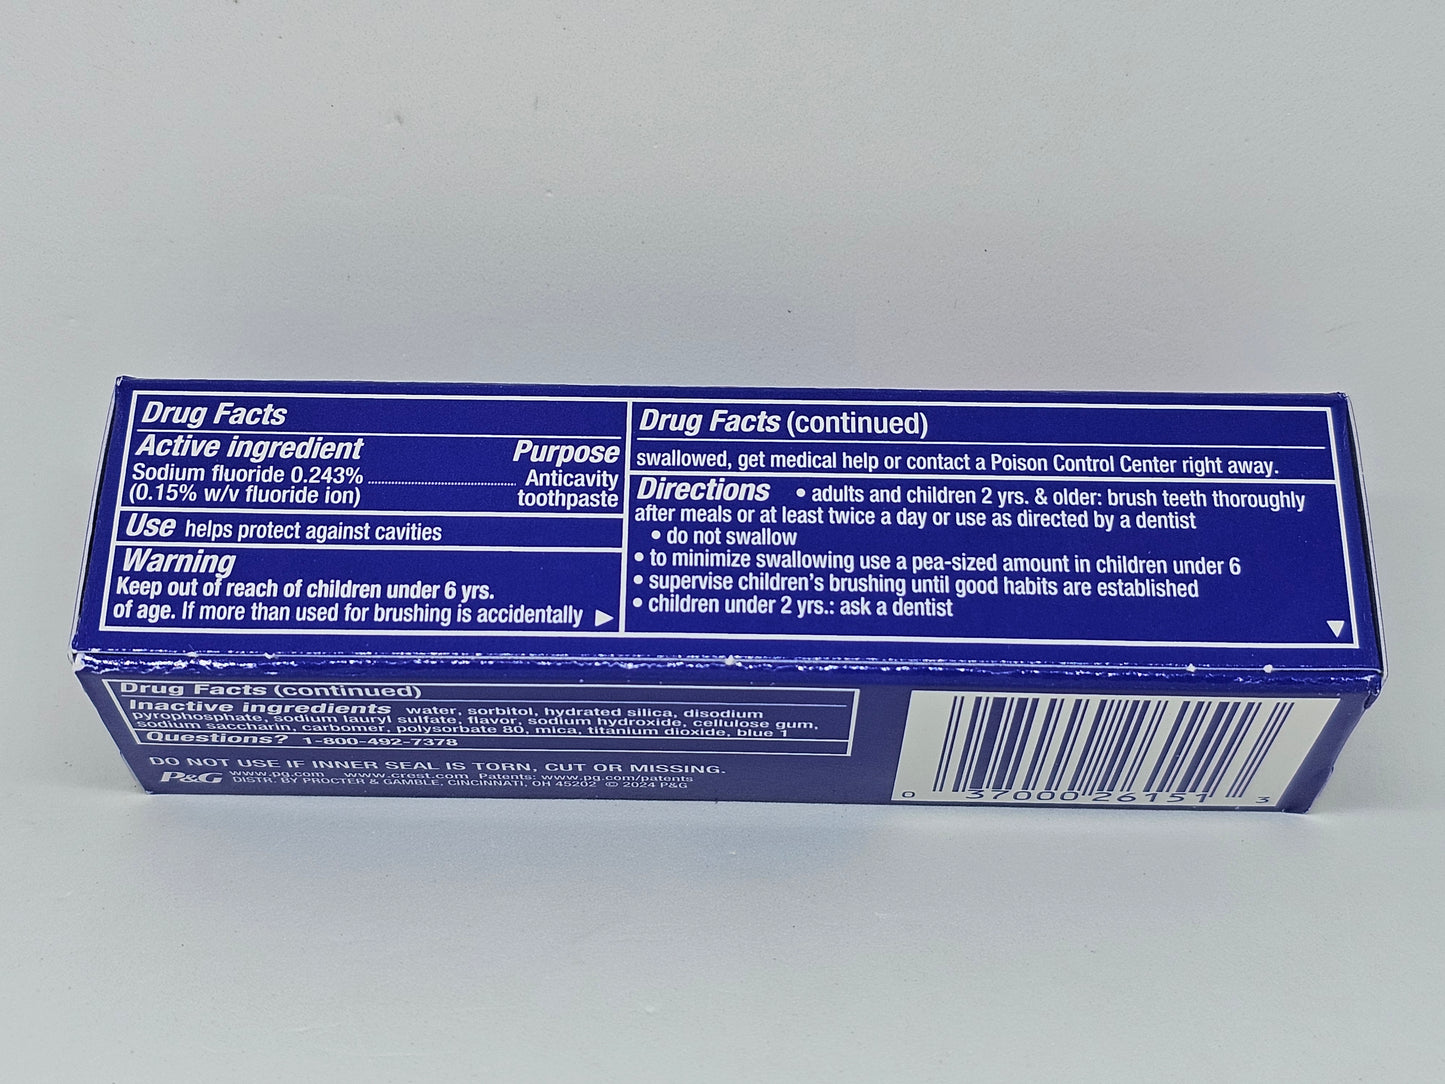 Drug Facts
Active ingredient Purpose
Sodium fluoride 0.243% ........ Anticavity
(0.15% w/v fluoride ion) toothpaste
Use helps protect against cavities
Warning
Keep out of reach of children under 6 yrs.
of age. If more than used for brushing is accidentally ▶
Drug Facts (continued)
swallowed, get medical help or contact a Poison Control Center right away.
Directions • adults and children 2 yrs. & older: brush teeth thoroughly
after meals or at least twice a day or use as directed by a dentist
• do not swallow
• to minimize swallowing use a pea-sized amount in children under 6
• supervise children's brushing until good habits are established
• children under 2 yrs.: ask a dentist
▼
Drug Facts (continued)
Inactive ingredients water, sorbitol, hydrated silica, disodium
pyrophosphate, sodium lauryl sulfate, flavor, sodium hydroxide, cellulose gum,
sodium saccharin, carbomer, polysorbate 80, mica, titanium dioxide, blue 1
Questions? 1-800-492-7378
DO NOT USE IF INNER SEAL IS TORN, CUT OR MISSING.
P&G www.pg.com www.crest.com Patents: www.pg.com/patents
DISTR. BY PROCTER & GAMBLE, CINCINNATI, OH 45202 © 2024 P&G
0 37000 26151 3